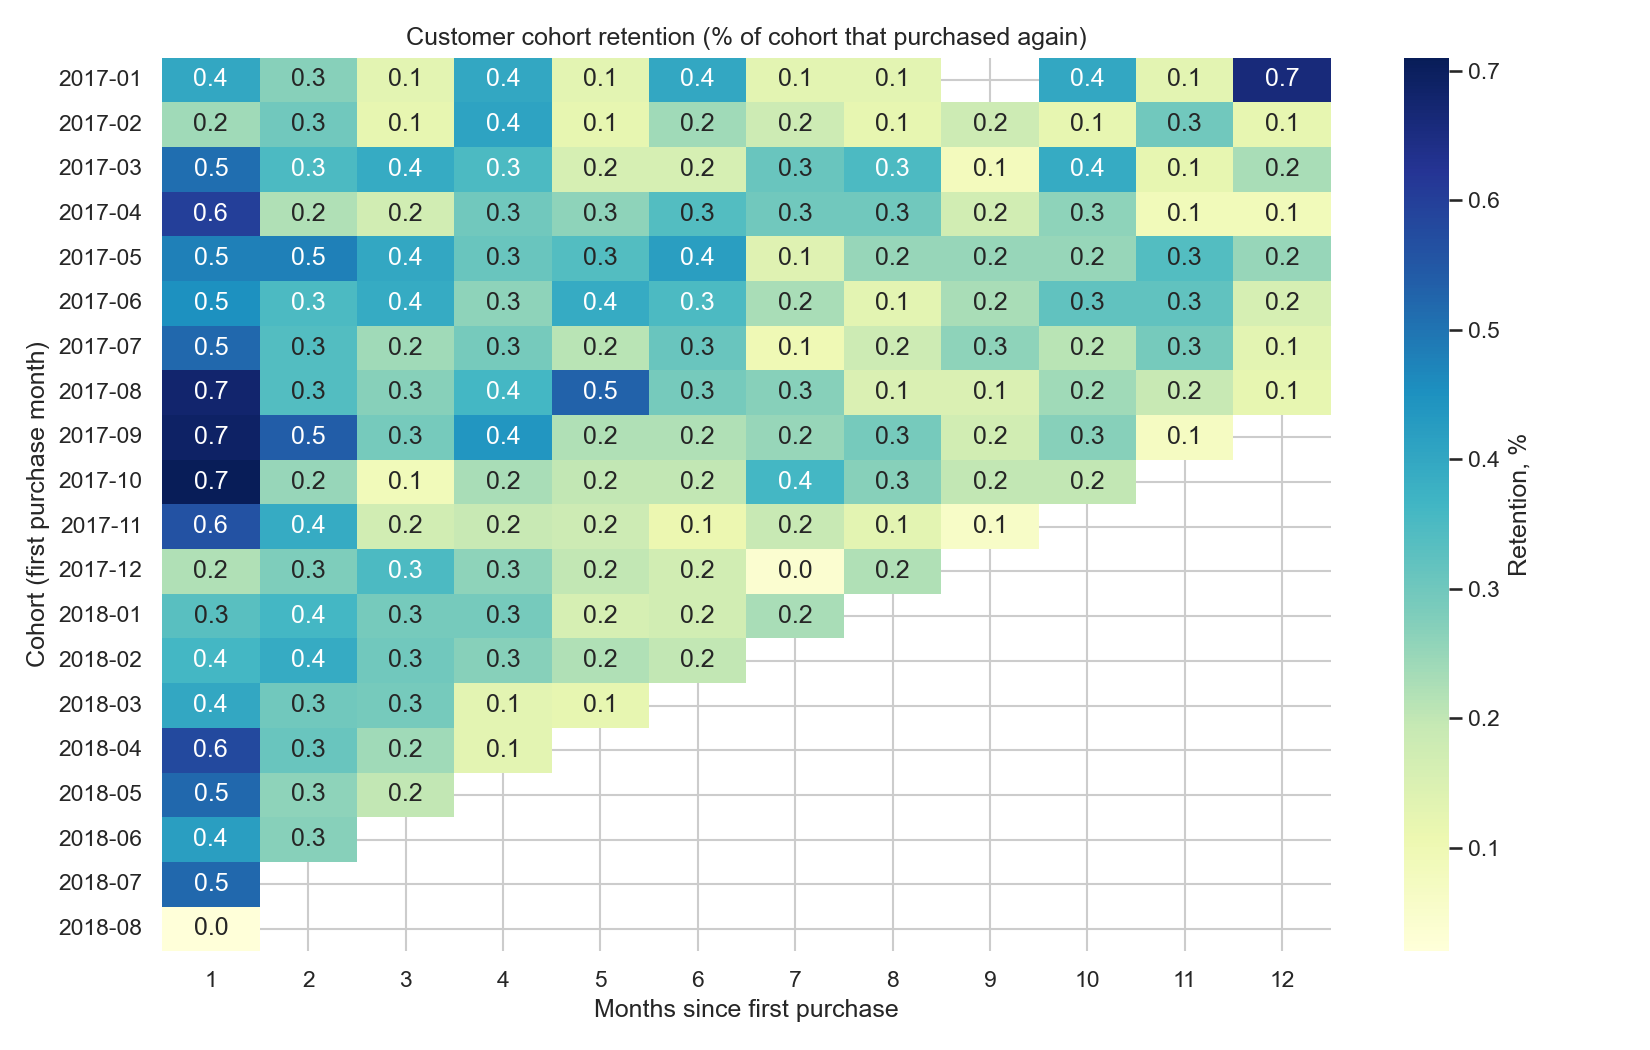 Customer cohort retention (% of cohort that purchased again)
2017-01 0.4 0.3 0.1 0.4 0.1 0.4 0.1 0.1 0.4 0.1 0.7
2017-02 0.2 0.3 0.1 0.4 0.1 0.2 0.2 0.1 0.2 0.1 0.3 0.1
2017-03 0.5 0.3 0.4 0.3 0.2 0.2 0.3 0.3 0.1 0.4 0.1 0.2
2017-04 0.6 0.2 0.2 0.3 0.3 0.3 0.3 0.3 0.2 0.3 0.1 0.1
2017-05 0.5 0.5 0.4 0.3 0.3 0.4 0.1 0.2 0.2 0.2 0.3 0.2
2017-06 0.5 0.3 0.4 0.3 0.4 0.3 0.2 0.1 0.2 0.3 0.3 0.2
2017-07 0.5 0.3 0.2 0.3 0.2 0.3 0.1 0.2 0.3 0.2 0.3 0.1
2017-08 0.7 0.3 0.3 0.4 0.5 0.3 0.3 0.1 0.1 0.2 0.2 0.1
2017-09 0.7 0.5 0.3 0.4 0.2 0.2 0.2 0.3 0.2 0.3 0.1
2017-10 0.7 0.2 0.1 0.2 0.2 0.2 0.4 0.3 0.2 0.2
2017-11 0.6 0.4 0.2 0.2 0.2 0.1 0.2 0.1 0.1
2017-12 0.2 0.3 0.3 0.3 0.2 0.2 0.0 0.2
2018-01 0.3 0.4 0.3 0.3 0.2 0.2 0.2
2018-02 0.4 0.4 0.3 0.3 0.2 0.2
2018-03 0.4 0.3 0.3 0.1 0.1
2018-04 0.6 0.3 0.2 0.1
2018-05 0.5 0.3 0.2
2018-06 0.4 0.3
2018-07 0.5
2018-08 0.0
1 2 3 4 5 6 7 8 9 10 11 12
Months since first purchase
Cohort (first purchase month)
0.7
0.6
0.5
0.4
0.3
0.2
0.1
Retention, %